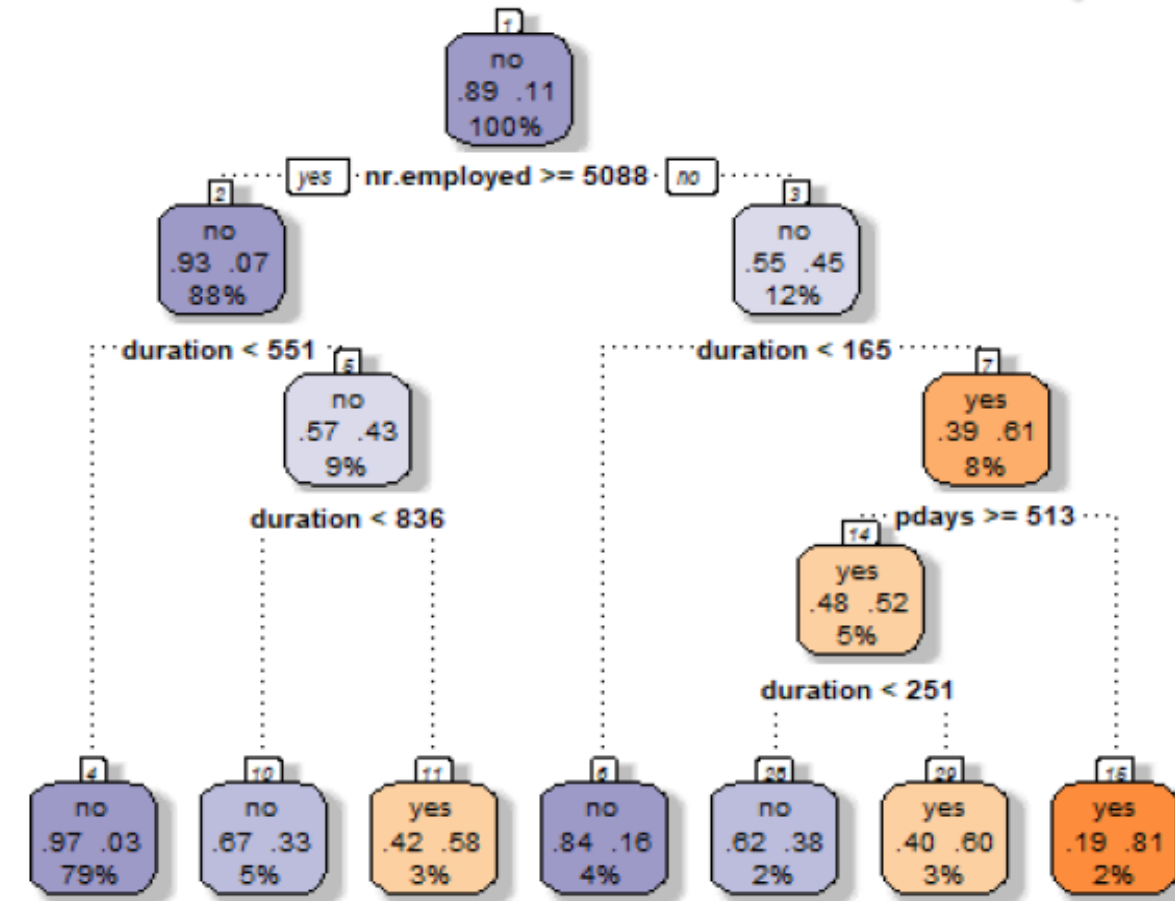 1
no
.89 .11
100%
yes nr.employed >= 5088 no
2
no
.93 .07
88%
3
no
.55 .45
12%
duration < 551
duration < 165
5
no
.57 .43
9%
7
yes
.39 .61
8%
duration < 836
pdays >= 513
14
yes
.48 .52
5%
duration < 251
4
no
.97 .03
79%
10
no
.67 .33
5%
11
yes
.42 .58
3%
6
no
.84 .16
4%
28
no
.62 .38
2%
29
yes
.40 .60
3%
15
yes
.19 .81
2%